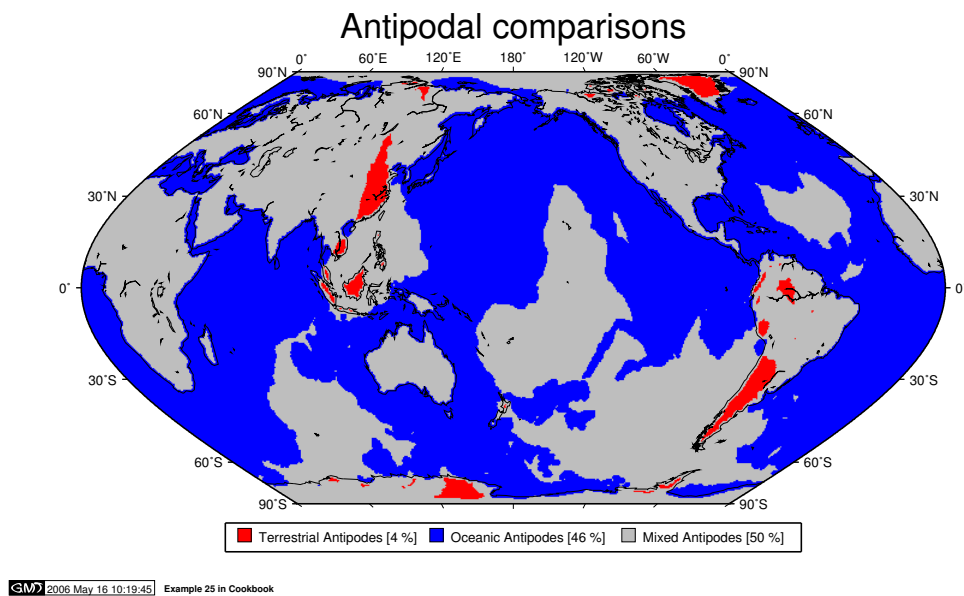 Antipodal comparisons
0˚ 60˚E 120˚E 180˚ 120˚W 60˚W 0˚
90˚N 90˚N
60˚N 60˚N
30˚N 30˚N
0˚ 0
30˚S 30˚S
60˚S 60˚S
90˚S 90˚S
Terrestrial Antipodes [4 %] Oceanic Antipodes [46 %] Mixed Antipodes [50 %]
GMT 2006 May 16 10:19:45 Example 25 in Cookbook